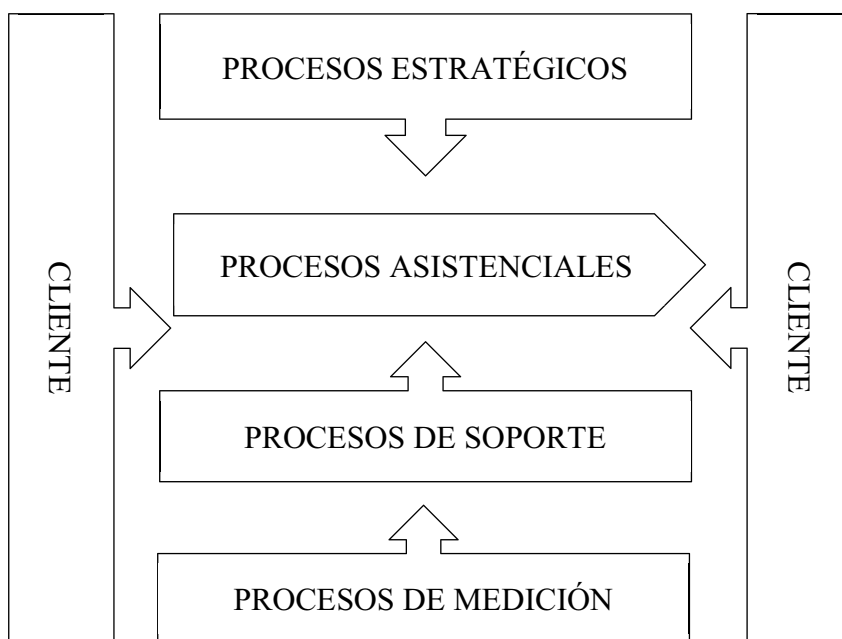 PROCESOS ESTRATÉGICOS
CLIENTE
PROCESOS ASISTENCIALES
CLIENTE
PROCESOS DE SOPORTE
PROCESOS DE MEDICIÓN